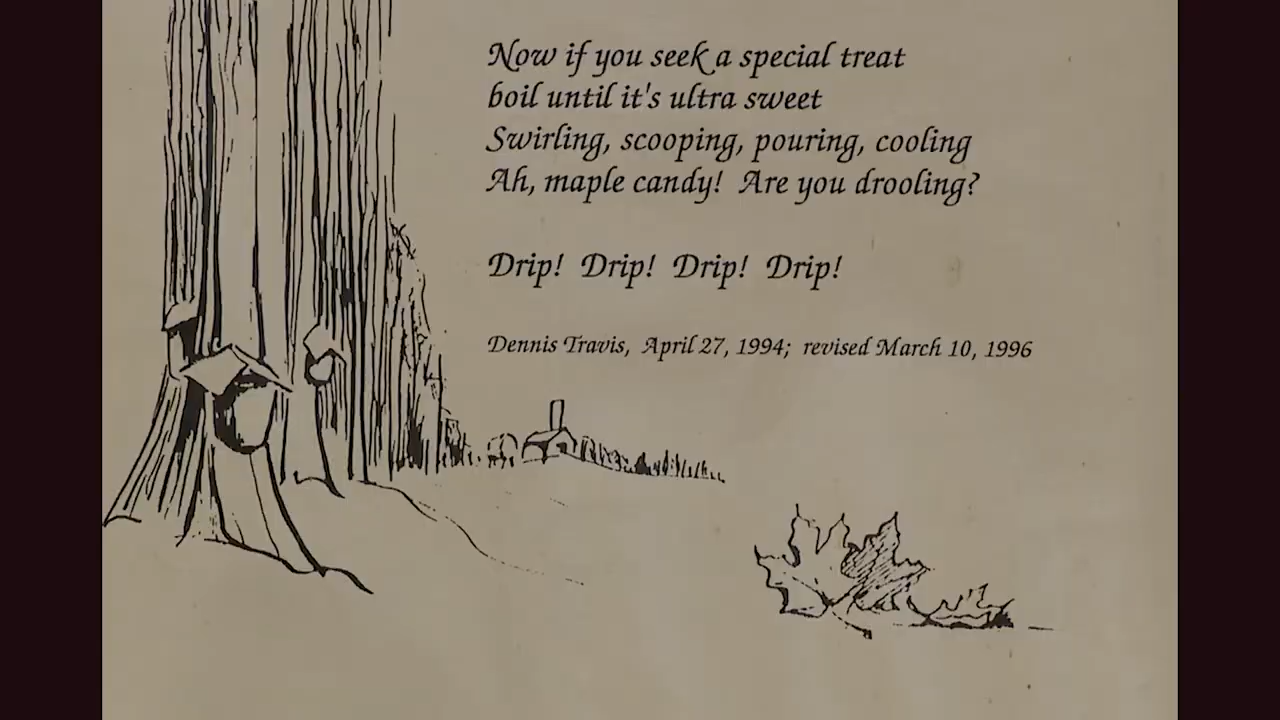 Now if you seek a special treat
boil until it's ultra sweet
Swirling, scooping, pouring, cooling
Ah, maple candy! Are you drooling?
Drip! Drip! Drip! Drip!
Dennis Travis, April 27, 1994; revised March 10, 1996